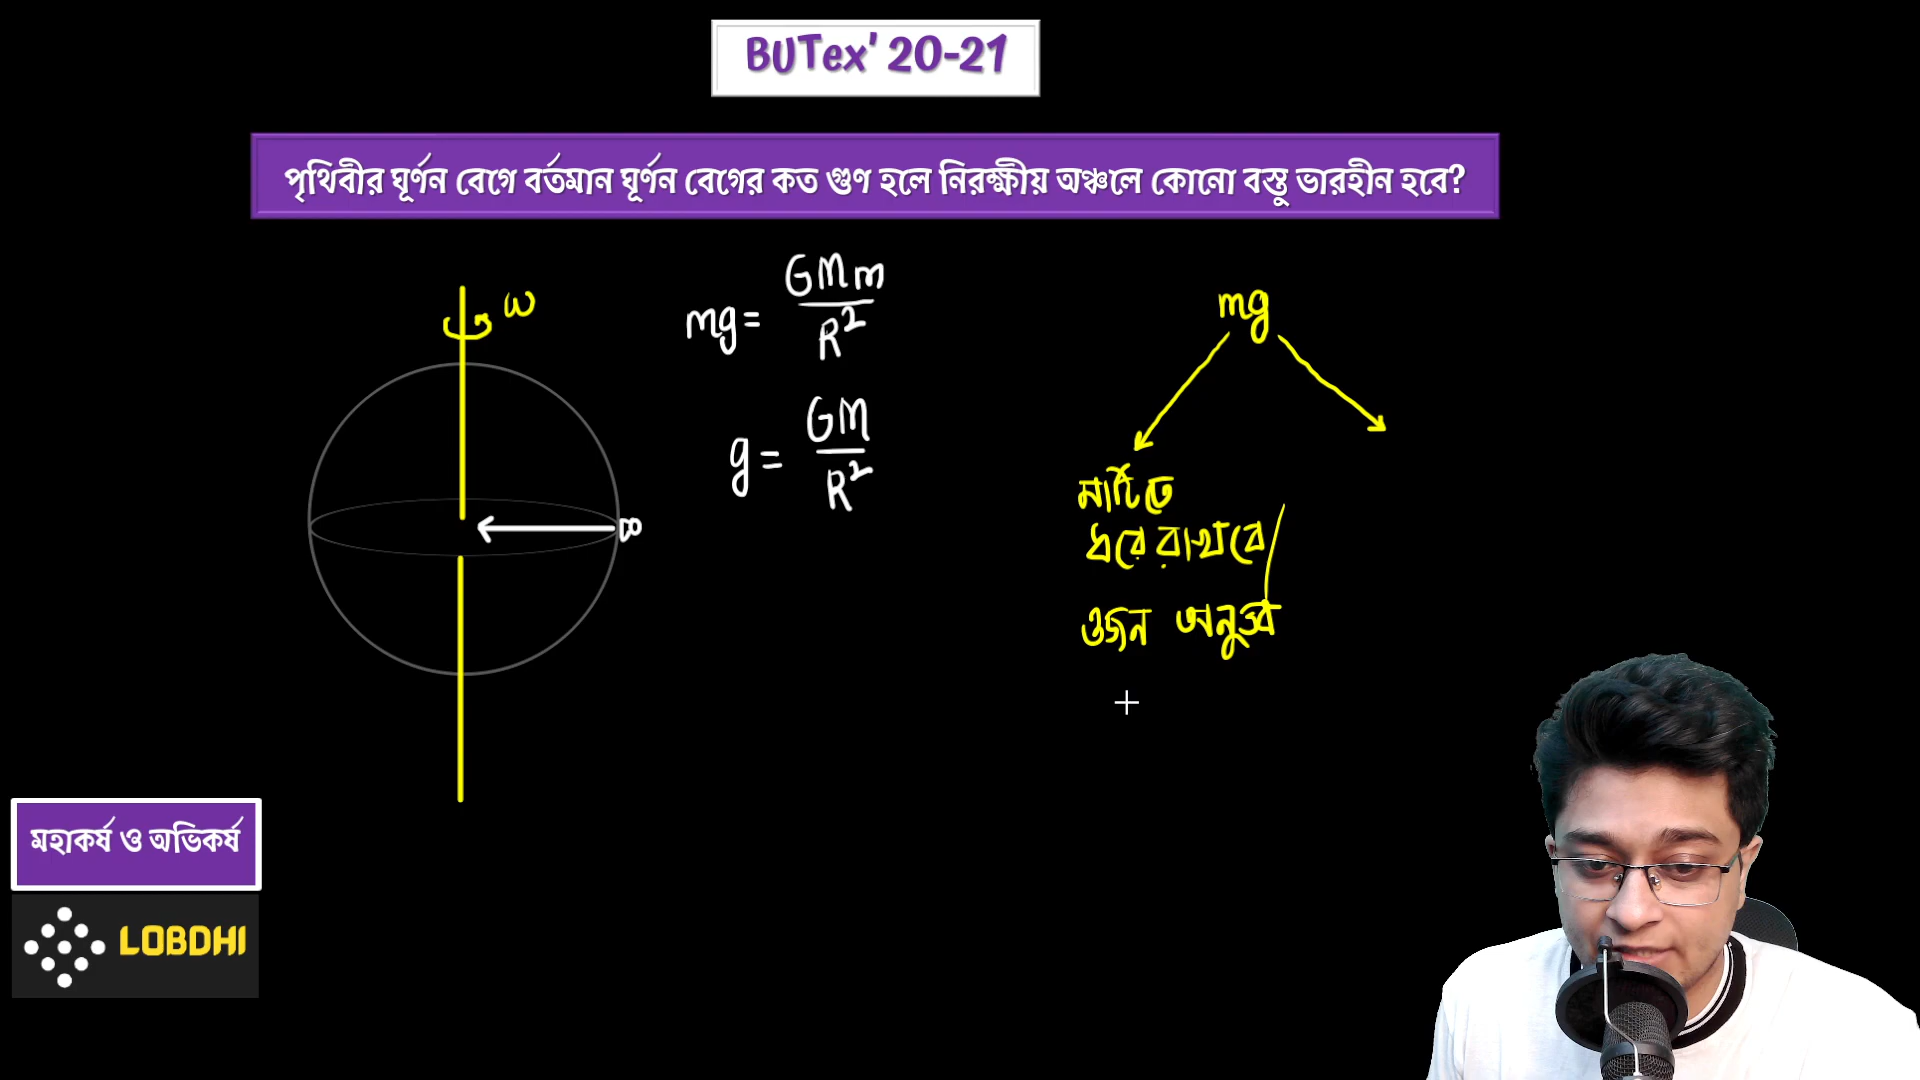 BUTex' 20-21
পৃথিবীর ঘূর্ণন বেগে বর্তমান ঘূর্ণন বেগের কত গুণ হলে নিরক্ষীয় অঞ্চলে কোনো বস্তু ভারহীন হবে?
ω
mg = GMm/R²
g = GM/R²
mg
মাটিতে
ধরে রাখবে/
ওজন অনুভব
মহাকর্ষ ও অভিকর্ষ
LOBDHI